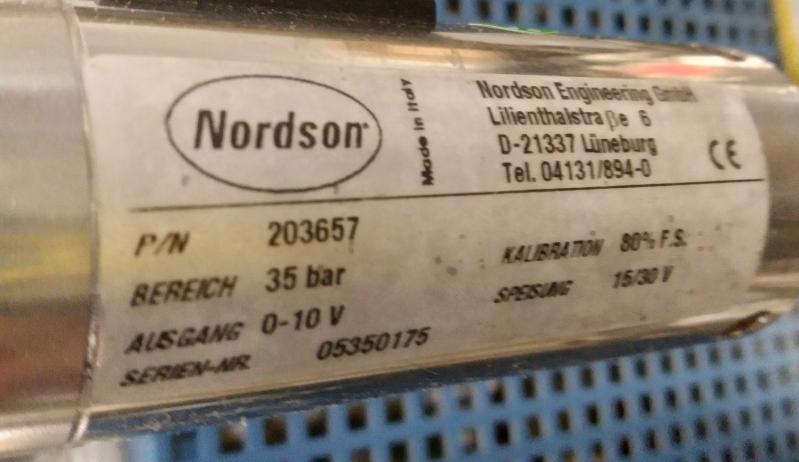 Nordson
Made in Italy
Nordson Engineering GmbH
Lilienthalstraße 6
D-21337 Lüneburg
Tel. 04131/894-0
CE
P/N 203657
BEREICH 35 bar
AUSGANG 0-10 V
SERIEN-NR. 05350175
KALIBRATION 80% F.S.
SPEISUNG 15/30 V